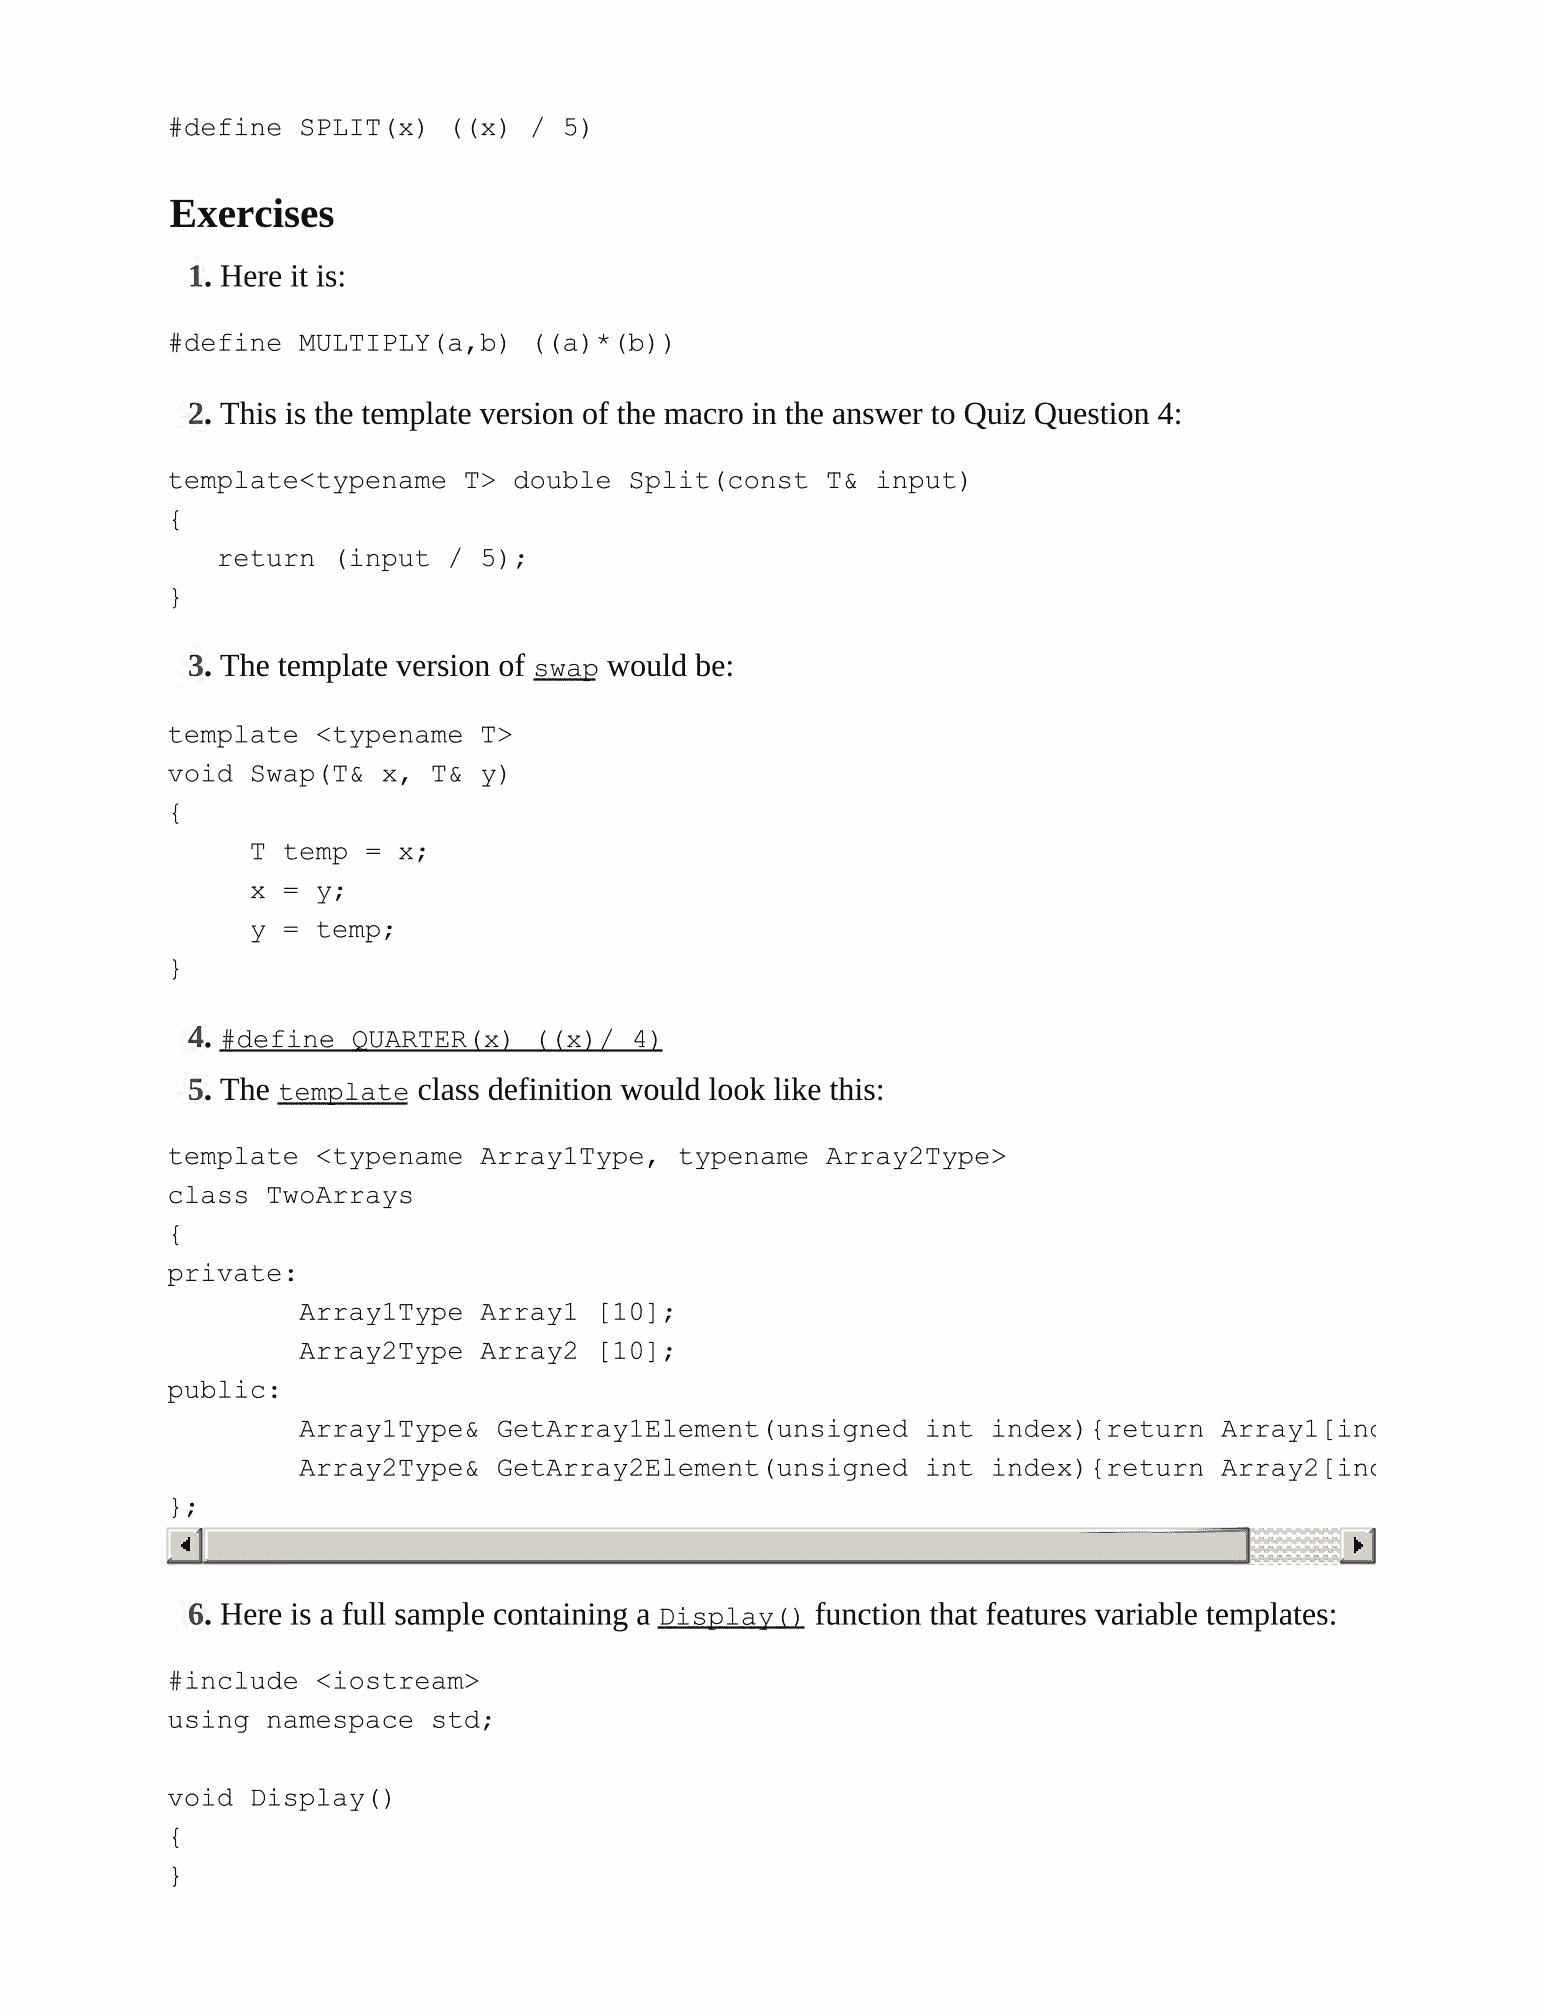 #define SPLIT(x) ((x) / 5)
Exercises
1. Here it is:
#define MULTIPLY(a,b) ((a)*(b))
2. This is the template version of the macro in the answer to Quiz Question 4:
template<typename T> double Split(const T& input)
{
   return (input / 5);
}
3. The template version of swap would be:
template <typename T>
void Swap(T& x, T& y)
{
     T temp = x;
     x = y;
     y = temp;
}
4. #define QUARTER(x) ((x)/ 4)
5. The template class definition would look like this:
template <typename Array1Type, typename Array2Type>
class TwoArrays
{
private:
        Array1Type Array1 [10];
        Array2Type Array2 [10];
public:
        Array1Type& GetArray1Element(unsigned int index){return Array1[ind
        Array2Type& GetArray2Element(unsigned int index){return Array2[ind
};
6. Here is a full sample containing a Display() function that features variable templates:
#include <iostream>
using namespace std;
void Display()
{
}